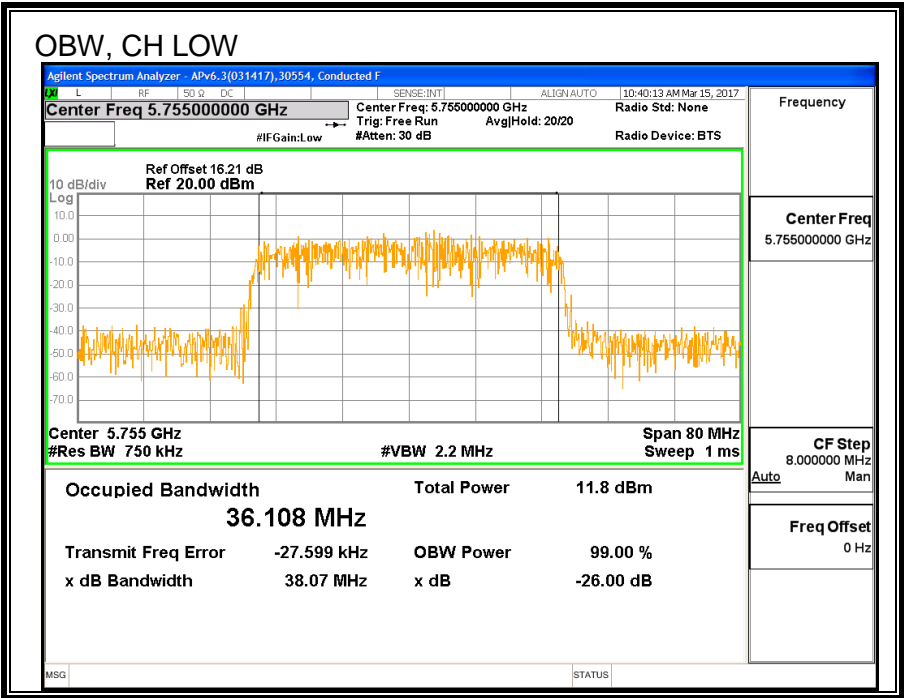 OBW, CH LOW
Agilent Spectrum Analyzer - APv6.3(031417),30554, Conducted F
LXI L RF 50 Ω DC SENSE:INT ALIGN AUTO 10:40:13 AM Mar 15, 2017
Center Freq 5.755000000 GHz
Center Freq: 5.755000000 GHz Radio Std: None
Trig: Free Run Avg|Hold: 20/20
#IFGain:Low #Atten: 30 dB Radio Device: BTS
Frequency
Ref Offset 16.21 dB
10 dB/div Ref 20.00 dBm
Log
10.0
0.00
-10.0
-20.0
-30.0
-40.0
-50.0
-60.0
-70.0
Center 5.755 GHz Span 80 MHz
#Res BW 750 kHz #VBW 2.2 MHz Sweep 1 ms
Center Freq
5.755000000 GHz
CF Step
8.000000 MHz
Auto Man
Freq Offset
0 Hz
Occupied Bandwidth Total Power 11.8 dBm
36.108 MHz
Transmit Freq Error -27.599 kHz OBW Power 99.00 %
x dB Bandwidth 38.07 MHz x dB -26.00 dB
MSG STATUS